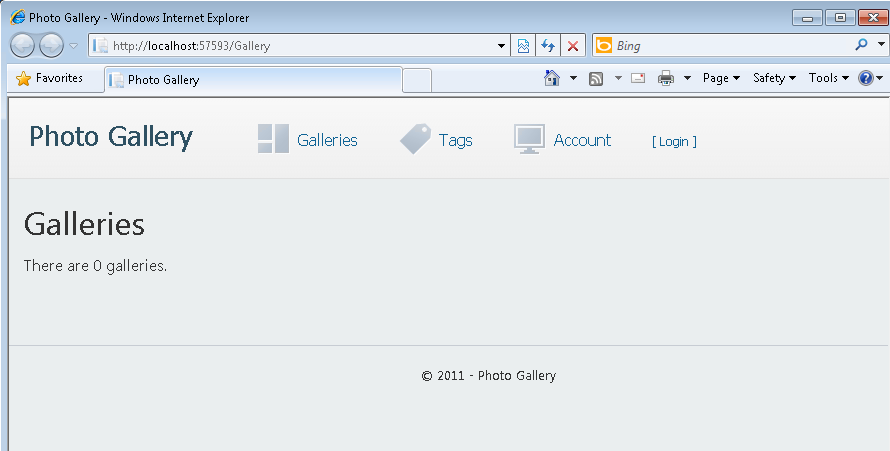 Photo Gallery - Windows Internet Explorer
http://localhost:57593/Gallery
Bing
Favorites
Photo Gallery
Page
Safety
Tools
Photo Gallery
Galleries
Tags
Account
[ Login ]
Galleries
There are 0 galleries.
© 2011 - Photo Gallery